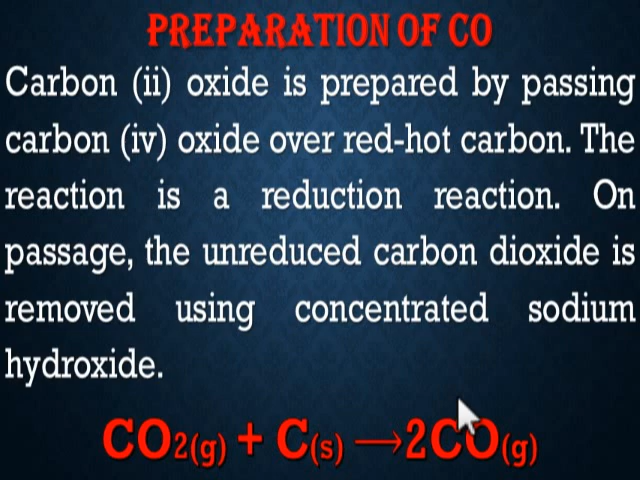 PREPARATION OF CO
Carbon (ii) oxide is prepared by passing
carbon (iv) oxide over red-hot carbon. The
reaction is a reduction reaction. On
passage, the unreduced carbon dioxide is
removed using concentrated sodium
hydroxide.
CO2(g) + C(s) ⟶2CO(g)